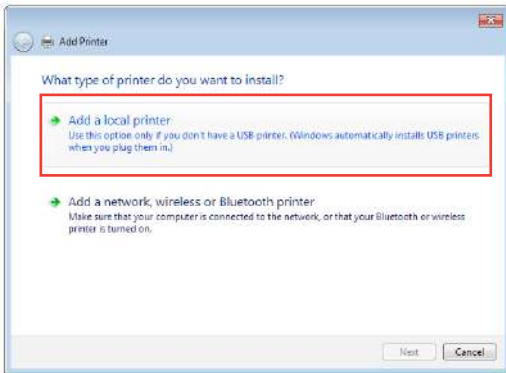 Add Printer
What type of printer do you want to install?
Add a local printer
Use this option only if you don't have a USB printer. (Windows automatically installs USB printers
when you plug them in.)
Add a network, wireless or Bluetooth printer
Make sure that your computer is connected to the network, or that your Bluetooth or wireless
printer is turned on.
Next Cancel